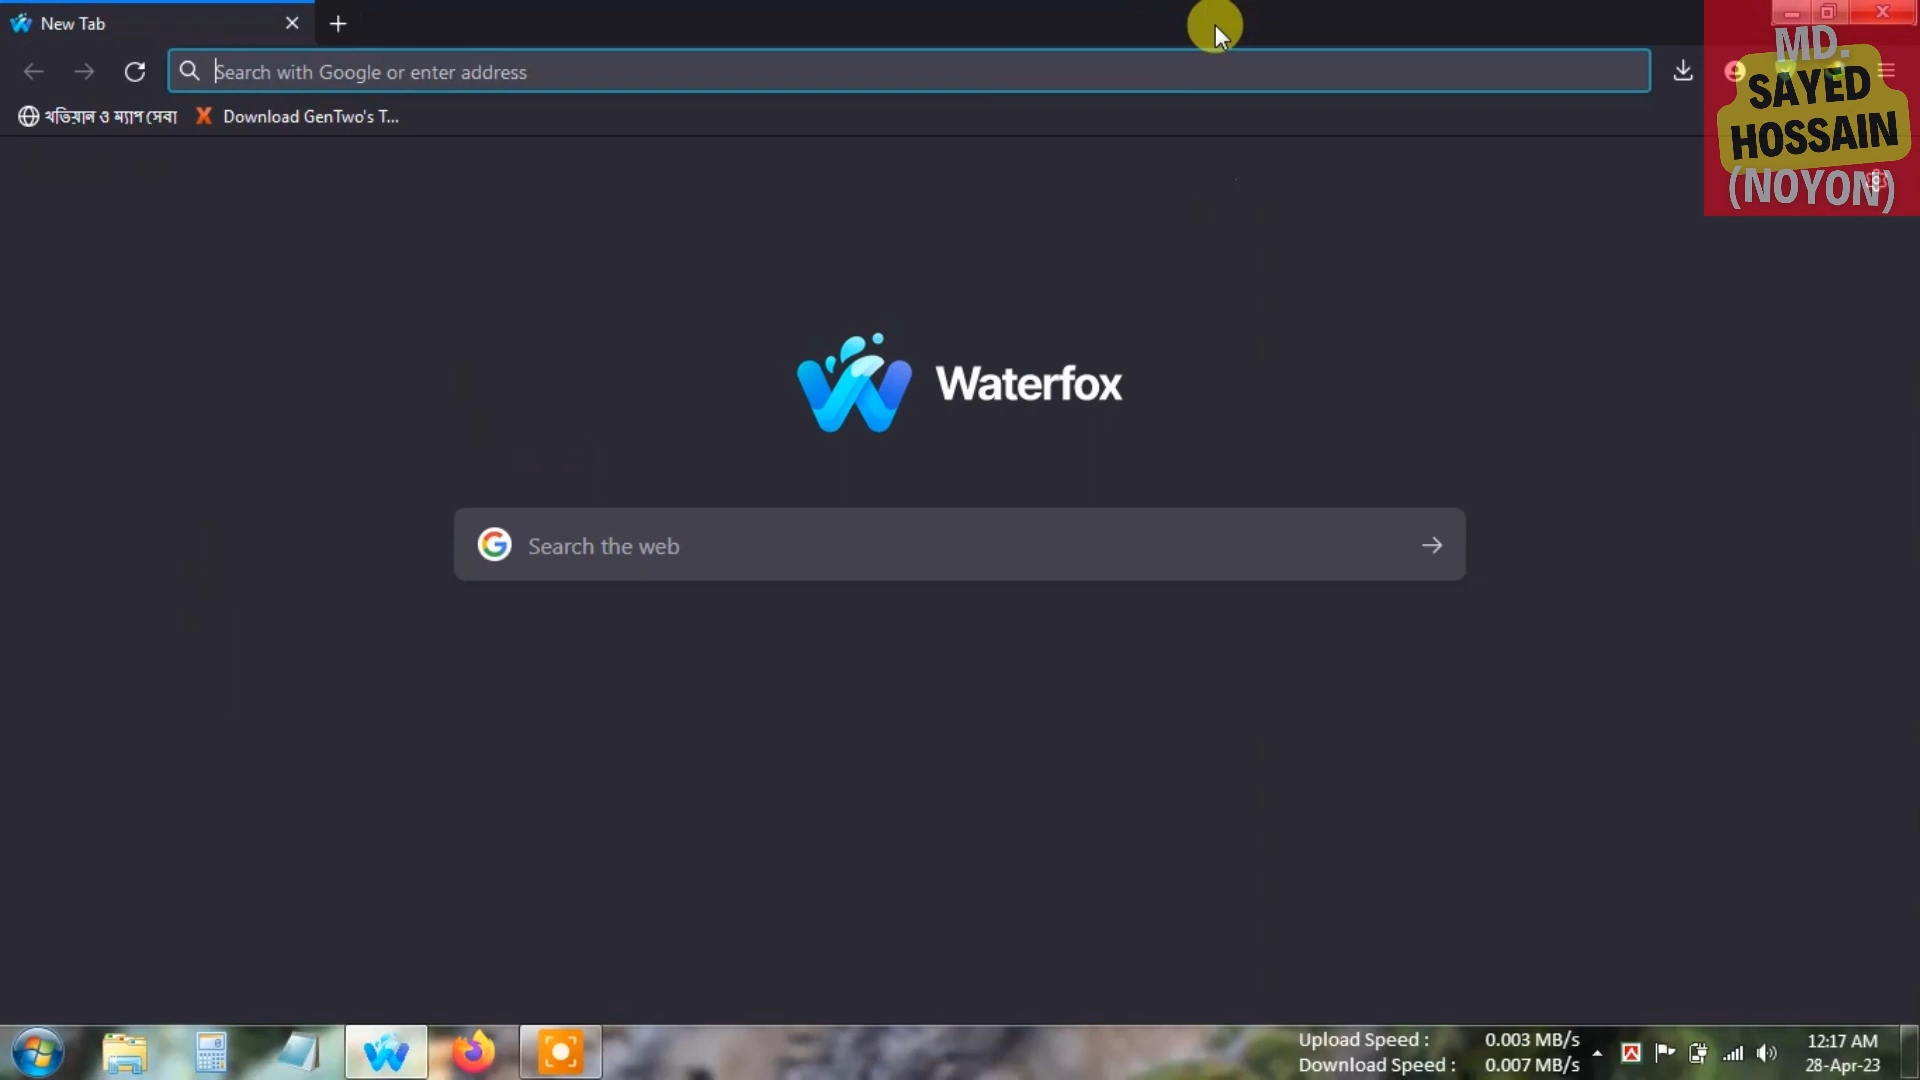 New Tab
Search with Google or enter address
খতিয়ান ও ম্যাপ সেবা
Download GenTwo's T...
MD.
SAYED
HOSSAIN
(NOYON)
Waterfox
Search the web
Upload Speed : 0.003 MB/s
Download Speed : 0.007 MB/s
12:17 AM
28-Apr-23